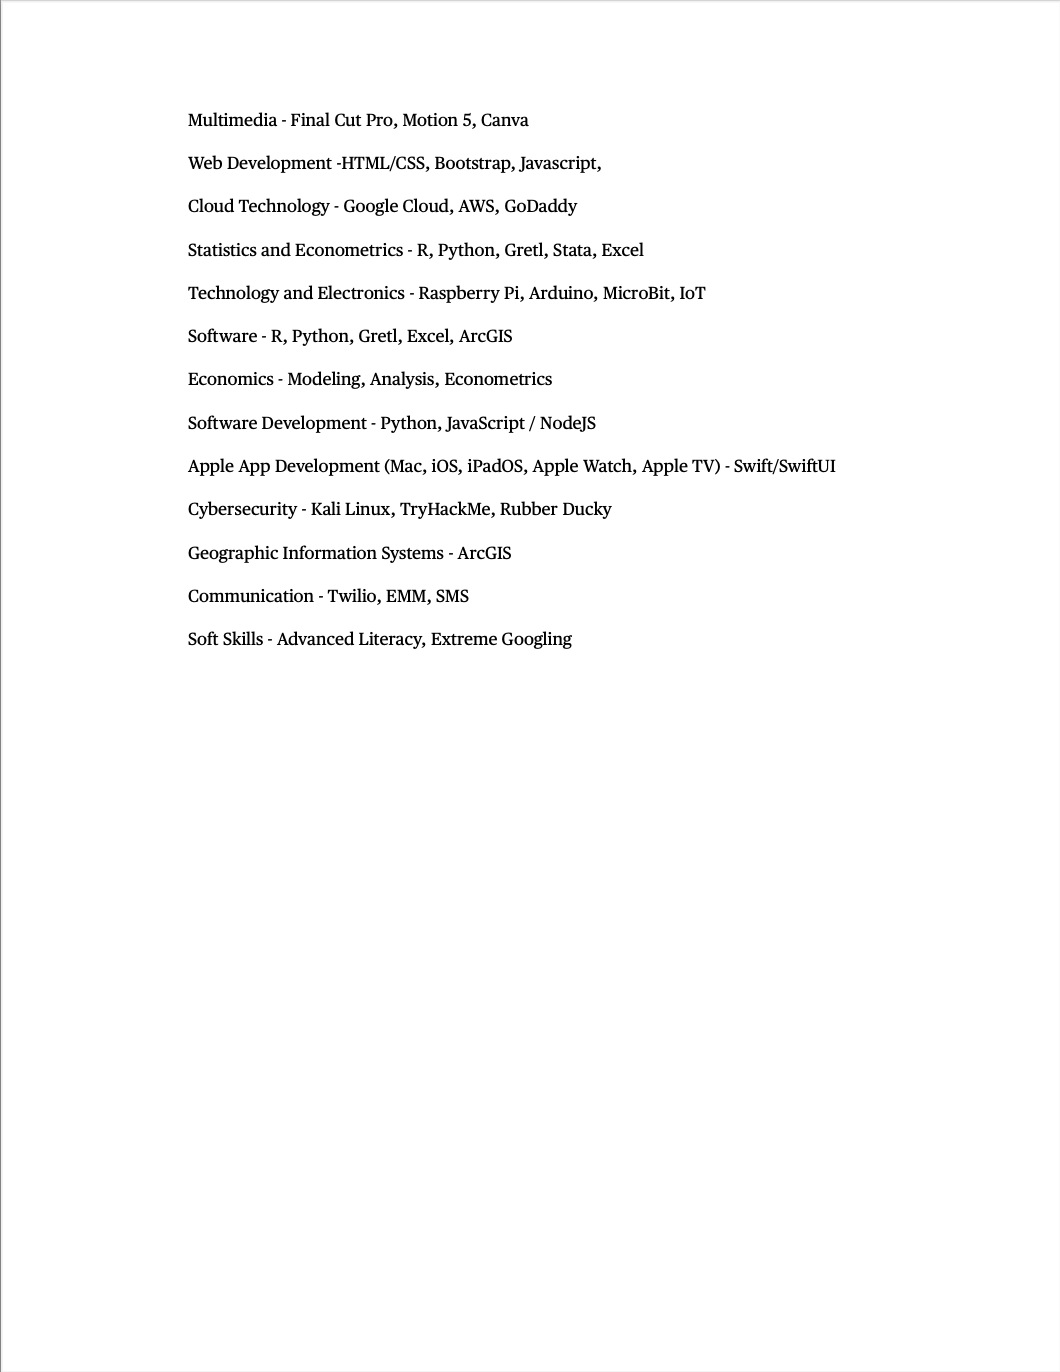 Multimedia - Final Cut Pro, Motion 5, Canva
Web Development -HTML/CSS, Bootstrap, Javascript,
Cloud Technology - Google Cloud, AWS, GoDaddy
Statistics and Econometrics - R, Python, Gretl, Stata, Excel
Technology and Electronics - Raspberry Pi, Arduino, MicroBit, IoT
Software - R, Python, Gretl, Excel, ArcGIS
Economics - Modeling, Analysis, Econometrics
Software Development - Python, JavaScript / NodeJS
Apple App Development (Mac, iOS, iPadOS, Apple Watch, Apple TV) - Swift/SwiftUI
Cybersecurity - Kali Linux, TryHackMe, Rubber Ducky
Geographic Information Systems - ArcGIS
Communication - Twilio, EMM, SMS
Soft Skills - Advanced Literacy, Extreme Googling